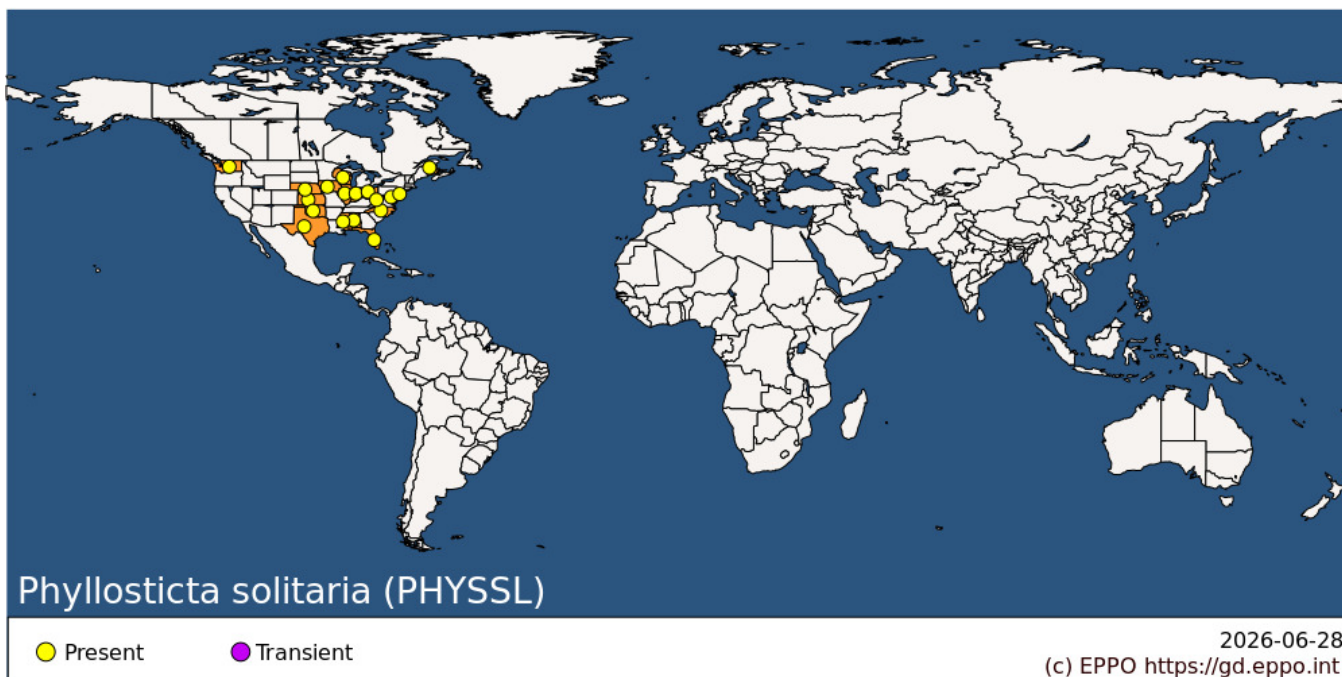 Phyllosticta solitaria (PHYSSL)
Present
Transient
2026-06-28
(c) EPPO https://gd.eppo.int